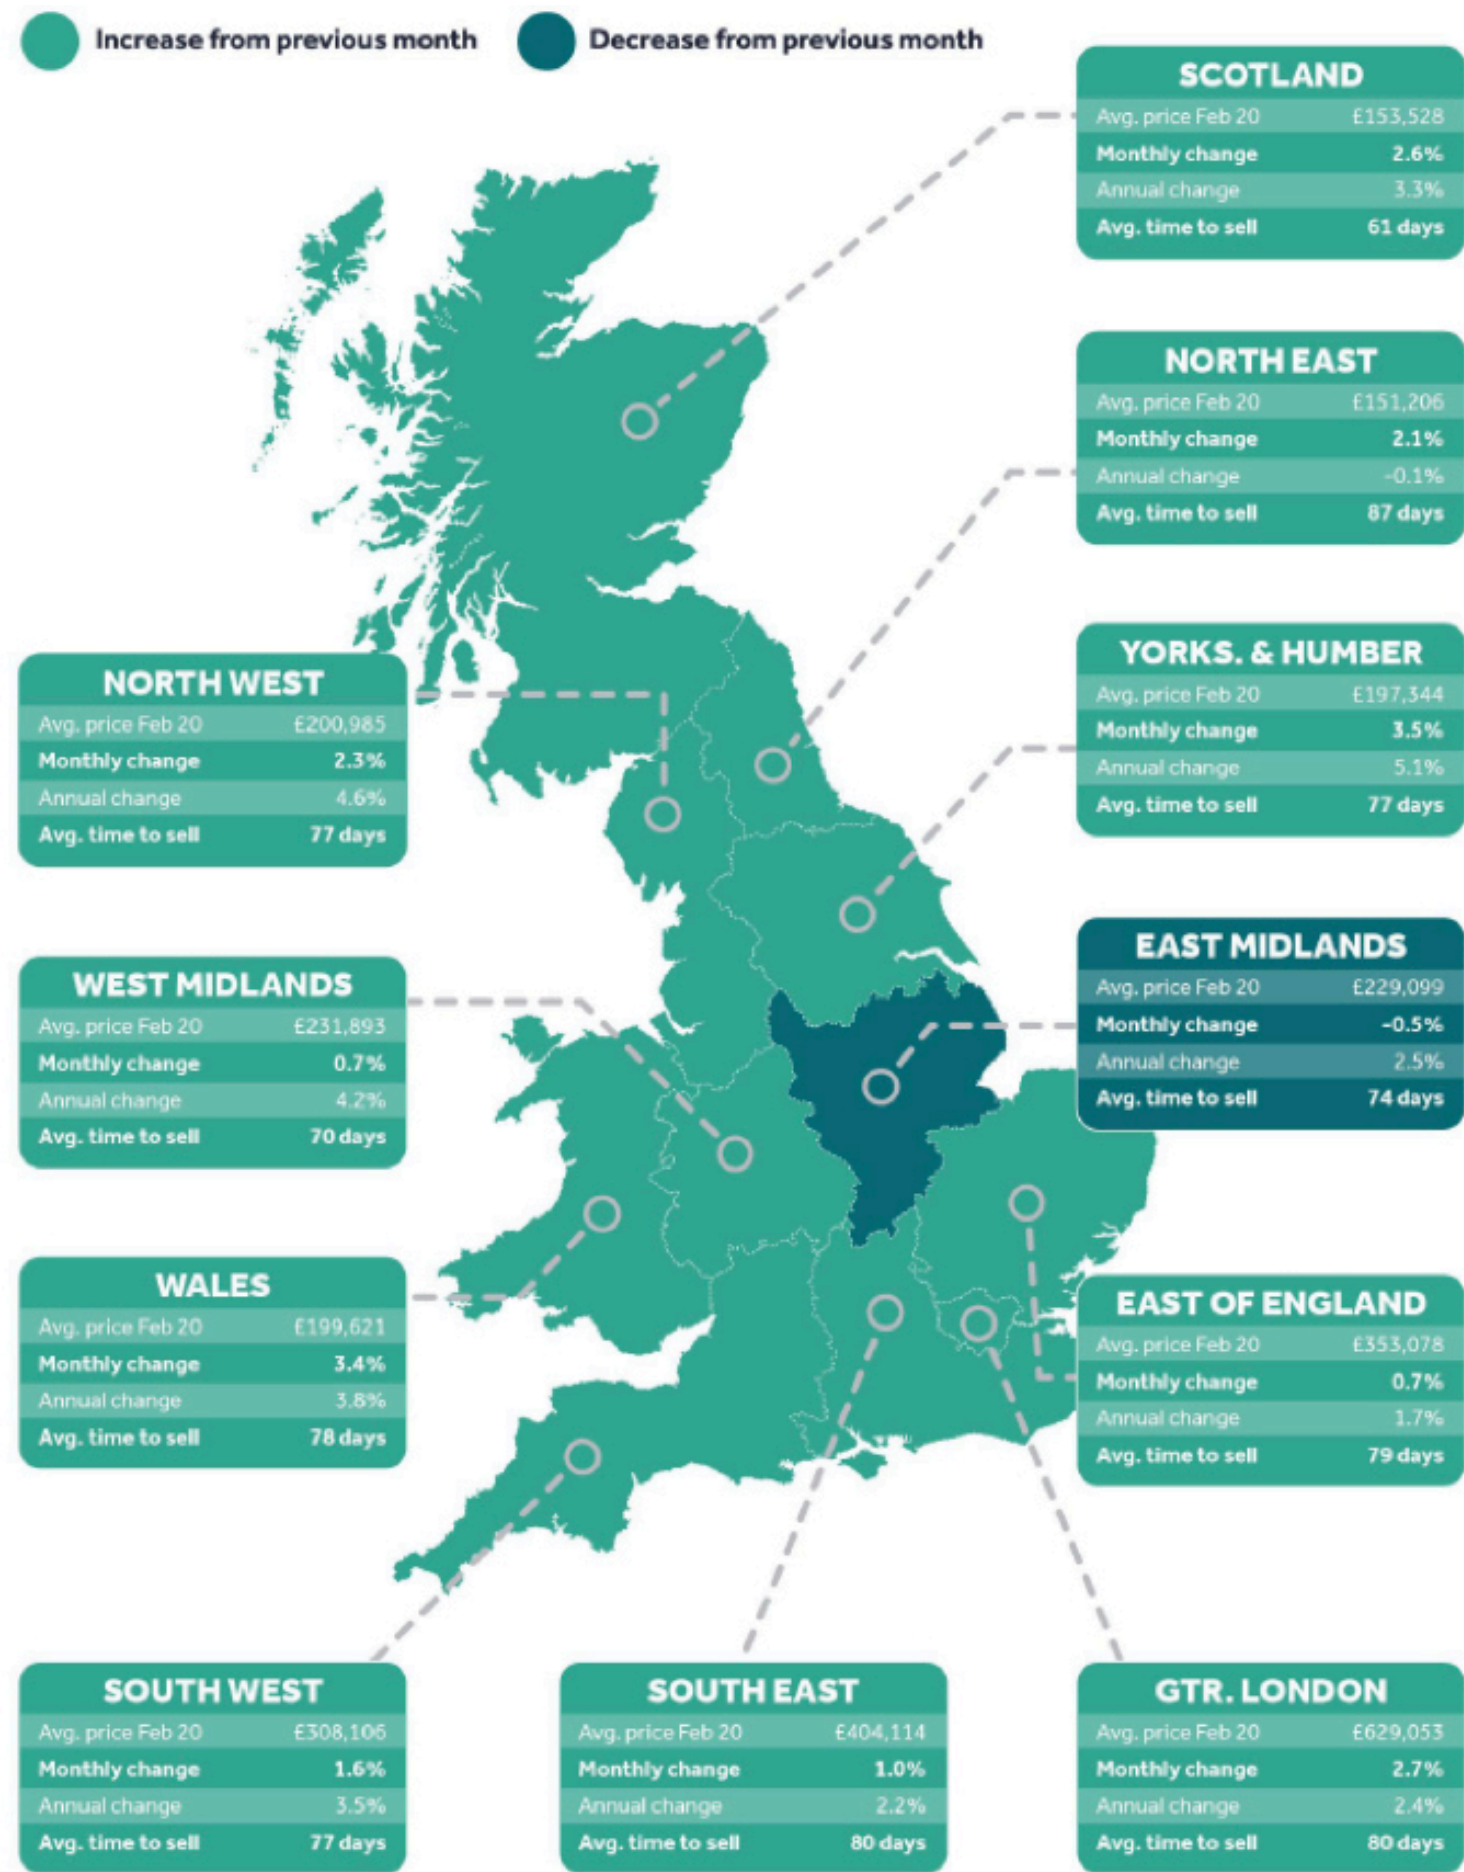 Increase from previous month
Decrease from previous month
SCOTLAND
Avg. price Feb 20 £153,528
Monthly change 2.6%
Annual change 3.3%
Avg. time to sell 61 days
NORTH EAST
Avg. price Feb 20 £151,206
Monthly change 2.1%
Annual change -0.1%
Avg. time to sell 87 days
YORKS. & HUMBER
Avg. price Feb 20 £197,344
Monthly change 3.5%
Annual change 5.1%
Avg. time to sell 77 days
NORTH WEST
Avg. price Feb 20 £200,985
Monthly change 2.3%
Annual change 4.6%
Avg. time to sell 77 days
EAST MIDLANDS
Avg. price Feb 20 £229,099
Monthly change -0.5%
Annual change 2.5%
Avg. time to sell 74 days
WEST MIDLANDS
Avg. price Feb 20 £231,893
Monthly change 0.7%
Annual change 4.2%
Avg. time to sell 70 days
WALES
Avg. price Feb 20 £199,621
Monthly change 3.4%
Annual change 3.8%
Avg. time to sell 78 days
EAST OF ENGLAND
Avg. price Feb 20 £353,078
Monthly change 0.7%
Annual change 1.7%
Avg. time to sell 79 days
SOUTH WEST
Avg. price Feb 20 £308,106
Monthly change 1.6%
Annual change 3.5%
Avg. time to sell 77 days
SOUTH EAST
Avg. price Feb 20 £404,114
Monthly change 1.0%
Annual change 2.2%
Avg. time to sell 80 days
GTR. LONDON
Avg. price Feb 20 £629,053
Monthly change 2.7%
Annual change 2.4%
Avg. time to sell 80 days